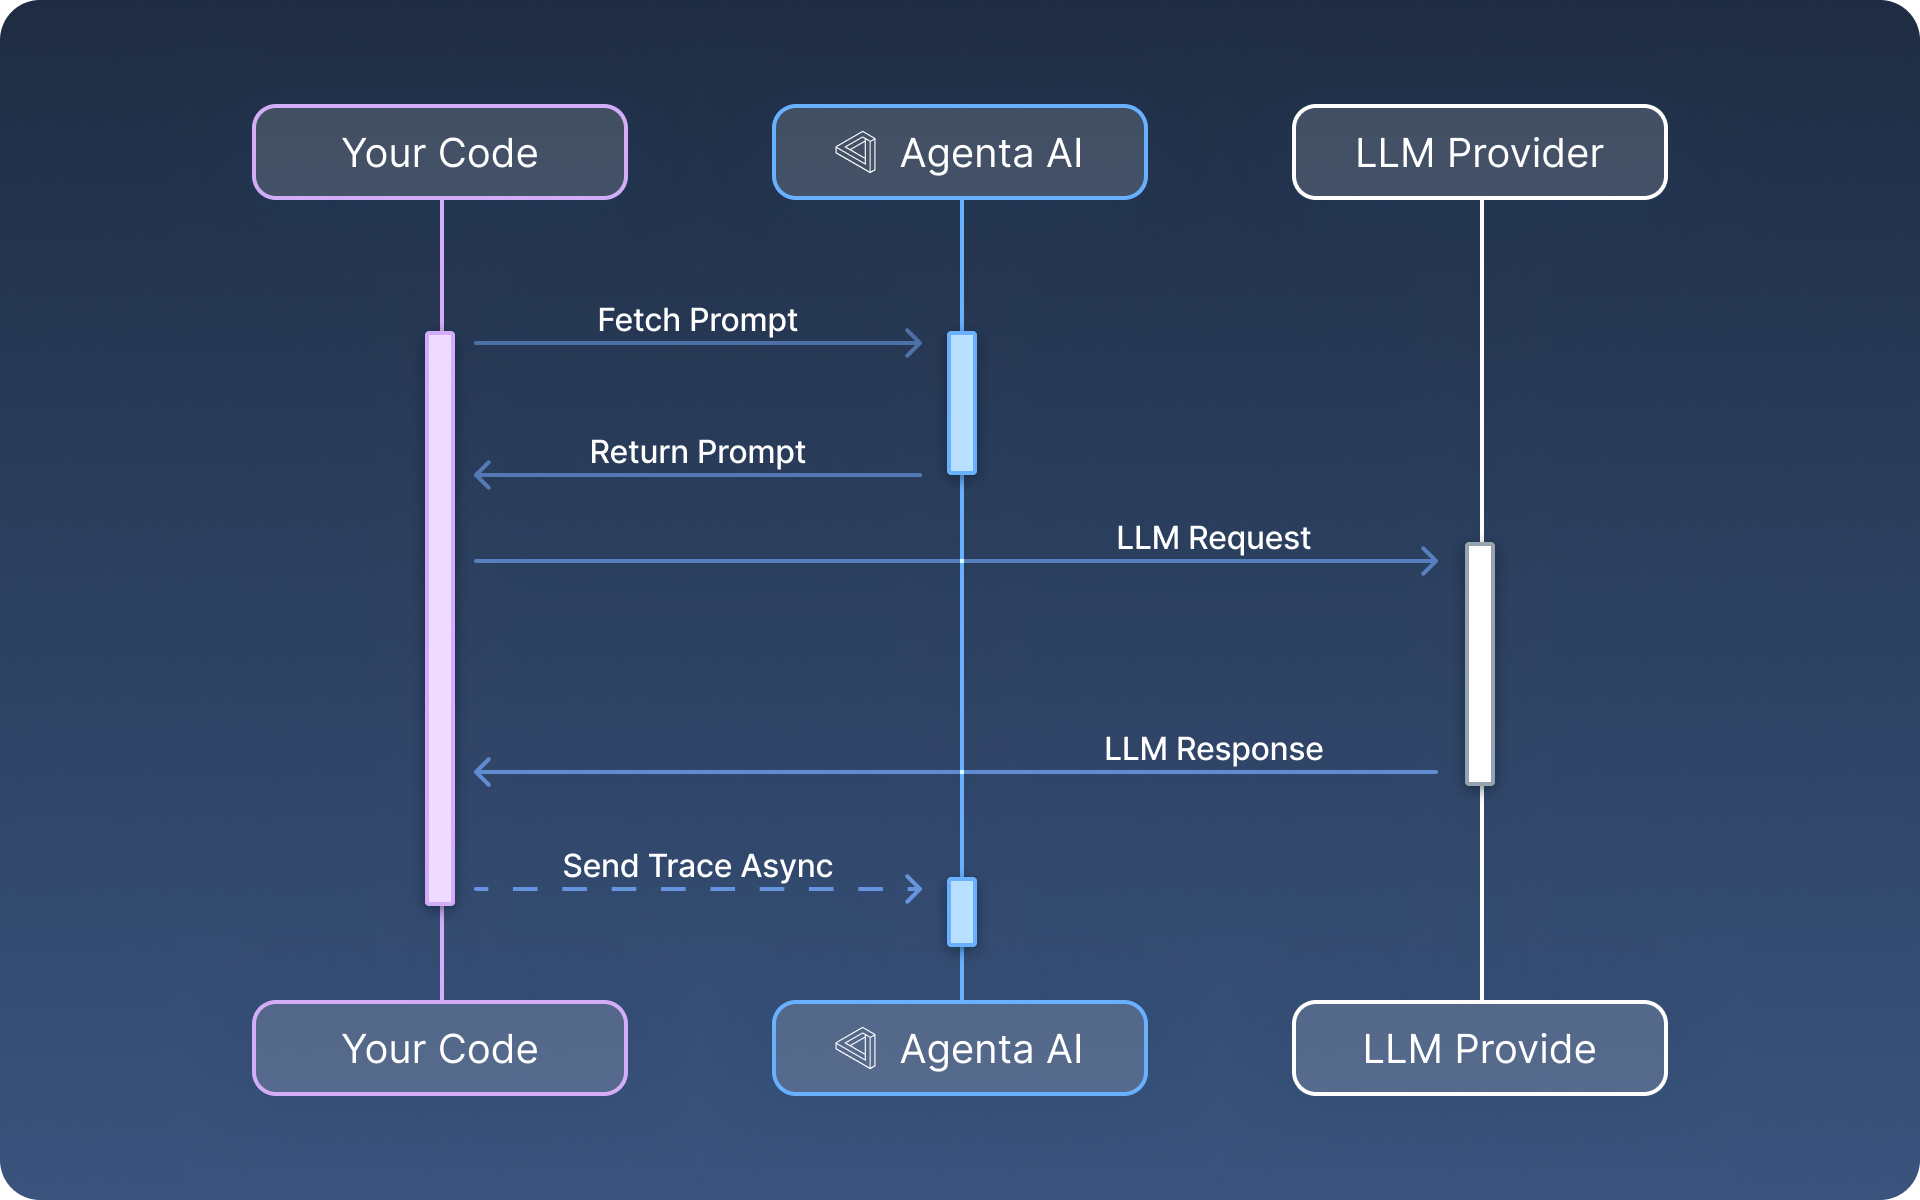 Your Code
Agenta AI
LLM Provider
Fetch Prompt
Return Prompt
LLM Request
LLM Response
Send Trace Async
Your Code
Agenta AI
LLM Provide